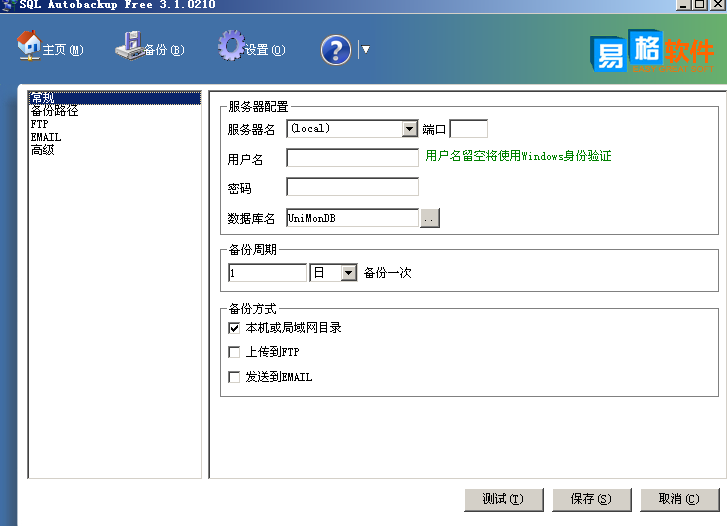 SQL Autobackup Free 3.1.0210
主页(M) 备份(B) 设置(O) ?
易格软件
常规
备份路径
FTP
EMAIL
高级
服务器配置
服务器名 (local) 端口
用户名 用户名留空将使用Windows身份验证
密码
数据库名 UniMonDB ..
备份周期
1 日 备份一次
备份方式
本机或局域网目录
上传到FTP
发送到EMAIL
测试(T) 保存(S) 取消(C)